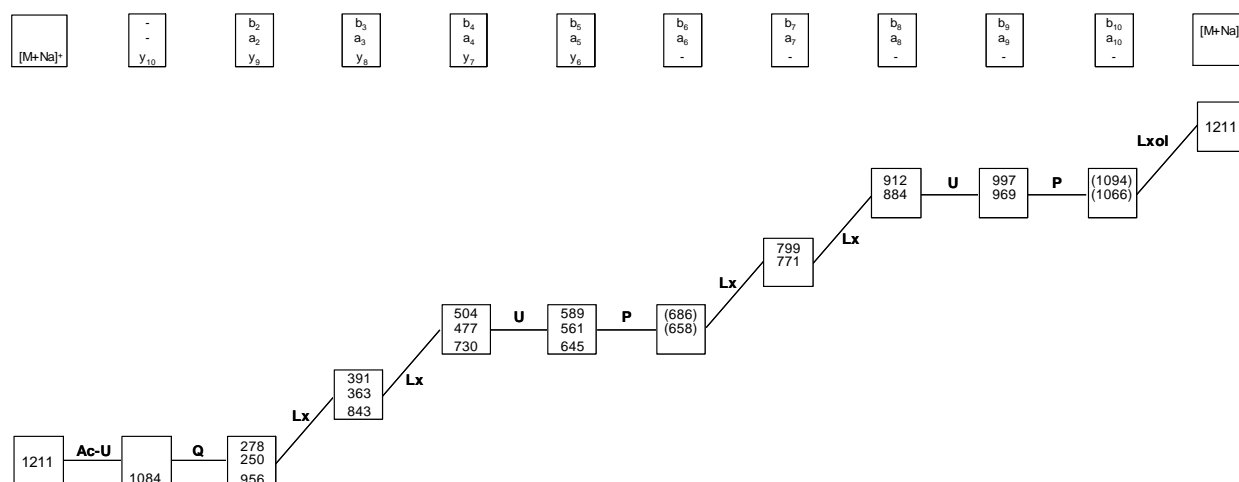 [M+Na]⁺
-
-
y₁₀
b₂
a₂
y₉
b₃
a₃
y₈
b₄
a₄
y₇
b₅
a₅
y₆
b₆
a₆
-
b₇
a₇
-
b₈
a₈
-
b₉
a₉
-
b₁₀
a₁₀
-
[M+Na]
1211
Lxol
(1094)
(1066)
P
997
969
U
912
884
Lx
799
771
Lx
(686)
(658)
P
589
561
645
U
504
477
730
Lx
391
363
843
Lx
278
250
956
Q
1084
Ac-U
1211